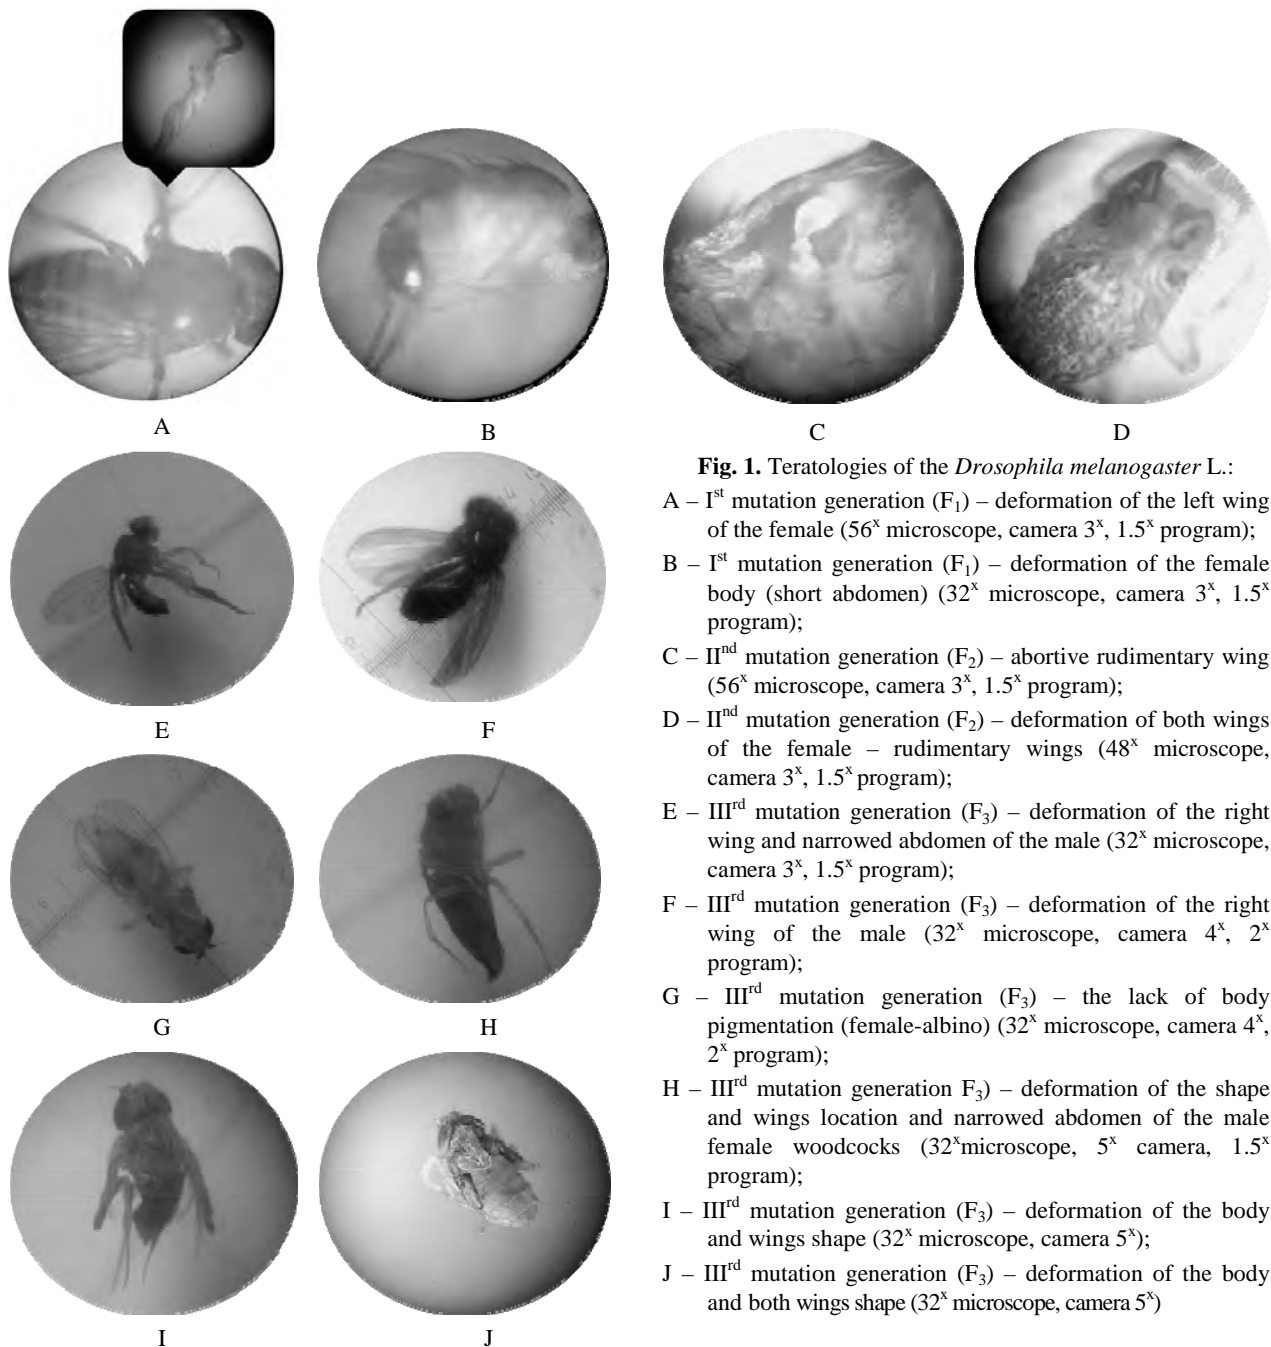 A
B
C
D
Fig. 1. Teratologies of the Drosophila melanogaster L.:
A – Iˢᵗ mutation generation (F₁) – deformation of the left wing
of the female (56ˣ microscope, camera 3ˣ, 1.5ˣ program);
B – Iˢᵗ mutation generation (F₁) – deformation of the female
body (short abdomen) (32ˣ microscope, camera 3ˣ, 1.5ˣ
program);
C – IIⁿᵈ mutation generation (F₂) – abortive rudimentary wing
(56ˣ microscope, camera 3ˣ, 1.5ˣ program);
D – IIⁿᵈ mutation generation (F₂) – deformation of both wings
of the female – rudimentary wings (48ˣ microscope,
camera 3ˣ, 1.5ˣ program);
E – IIIʳᵈ mutation generation (F₃) – deformation of the right
wing and narrowed abdomen of the male (32ˣ microscope,
camera 3ˣ, 1.5ˣ program);
F – IIIʳᵈ mutation generation (F₃) – deformation of the right
wing of the male (32ˣ microscope, camera 4ˣ, 2ˣ
program);
G – IIIʳᵈ mutation generation (F₃) – the lack of body
pigmentation (female-albino) (32ˣ microscope, camera 4ˣ,
2ˣ program);
H – IIIʳᵈ mutation generation F₃) – deformation of the shape
and wings location and narrowed abdomen of the male
female woodcocks (32ˣmicroscope, 5ˣ camera, 1.5ˣ
program);
I – IIIʳᵈ mutation generation (F₃) – deformation of the body
and wings shape (32ˣ microscope, camera 5ˣ);
J – IIIʳᵈ mutation generation (F₃) – deformation of the body
and both wings shape (32ˣ microscope, camera 5ˣ)
E
F
G
H
I
J